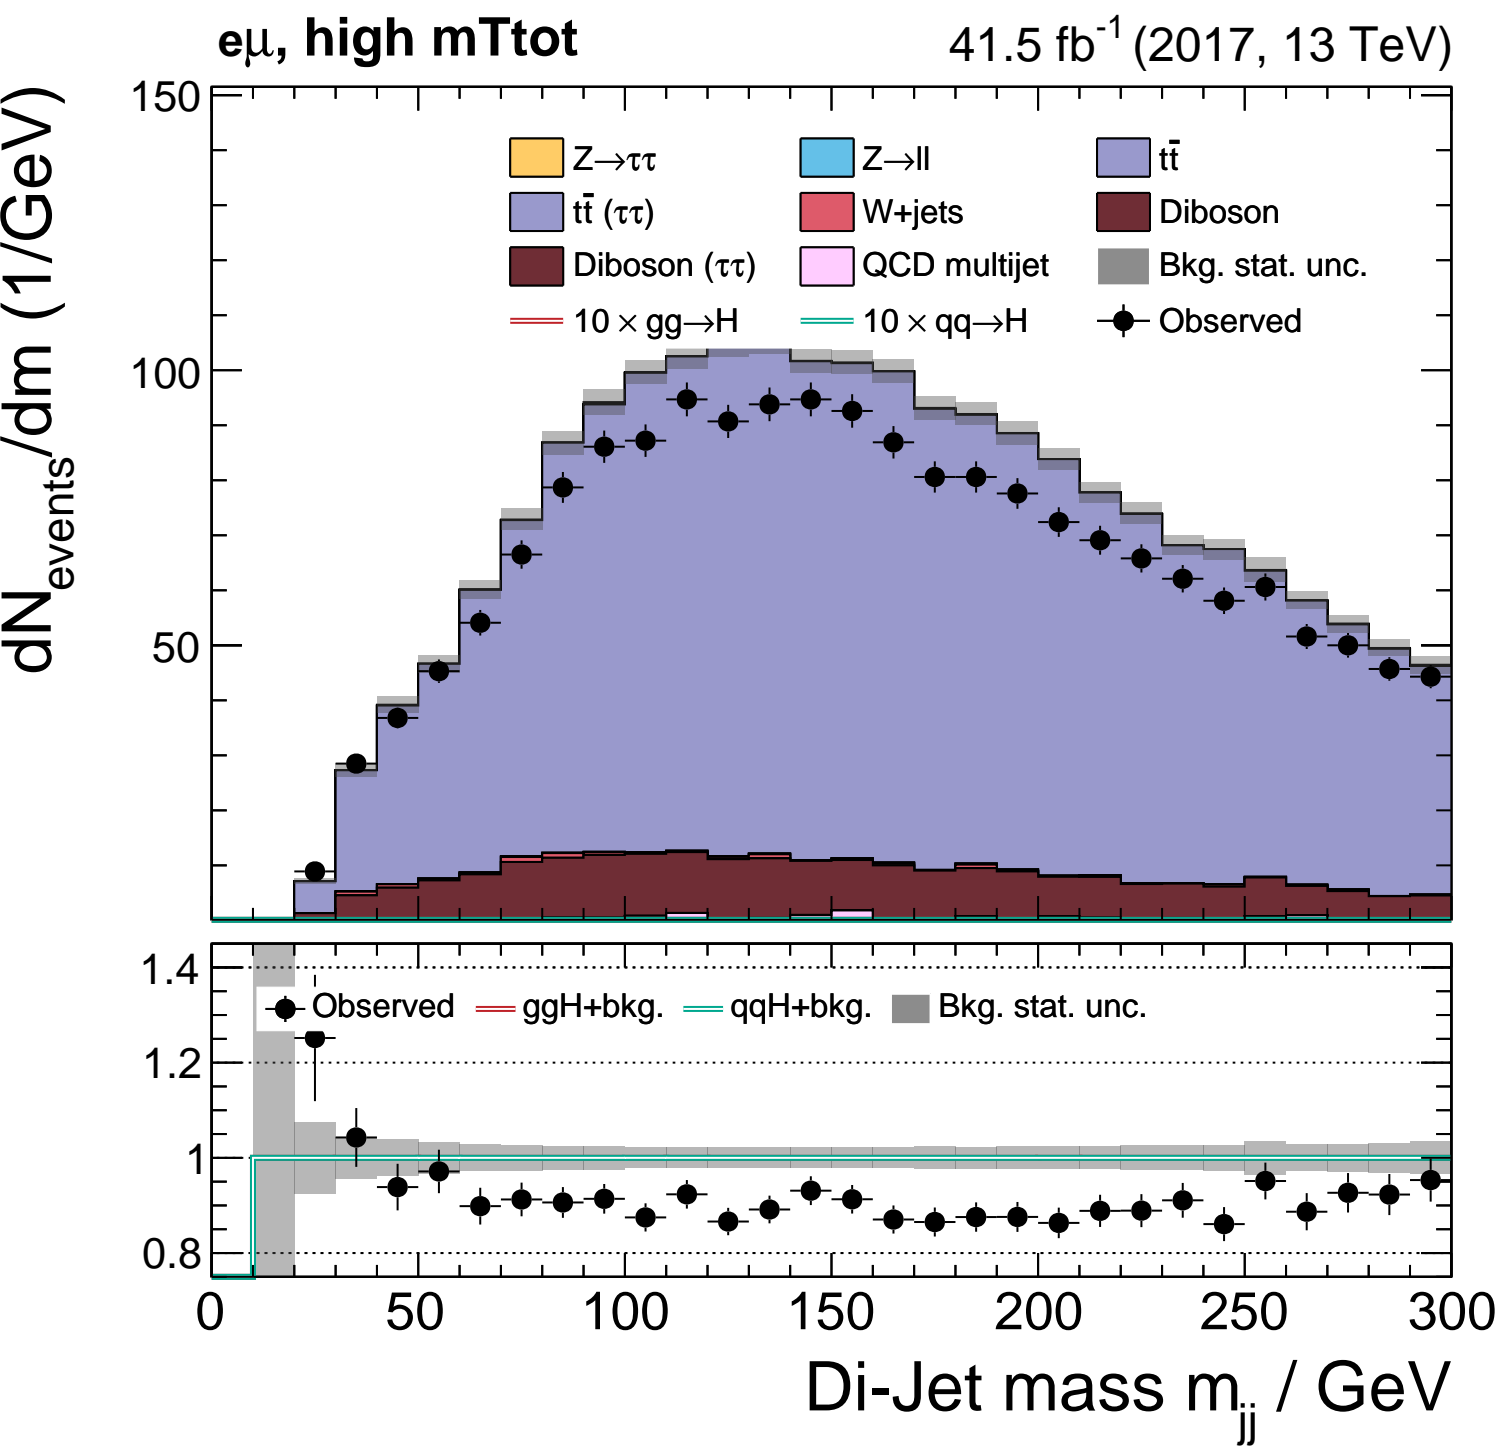 eμ, high mTtot
41.5 fb⁻¹ (2017, 13 TeV)
dN_events/dm (1/GeV)
150
100
50
Z→ττ
Z→ll
tt̄
tt̄ (ττ)
W+jets
Diboson
Diboson (ττ)
QCD multijet
Bkg. stat. unc.
10 × gg→H
10 × qq→H
Observed
1.4
1.2
1
0.8
Observed
ggH+bkg.
qqH+bkg.
Bkg. stat. unc.
0 50 100 150 200 250 300
Di-Jet mass m_jj / GeV